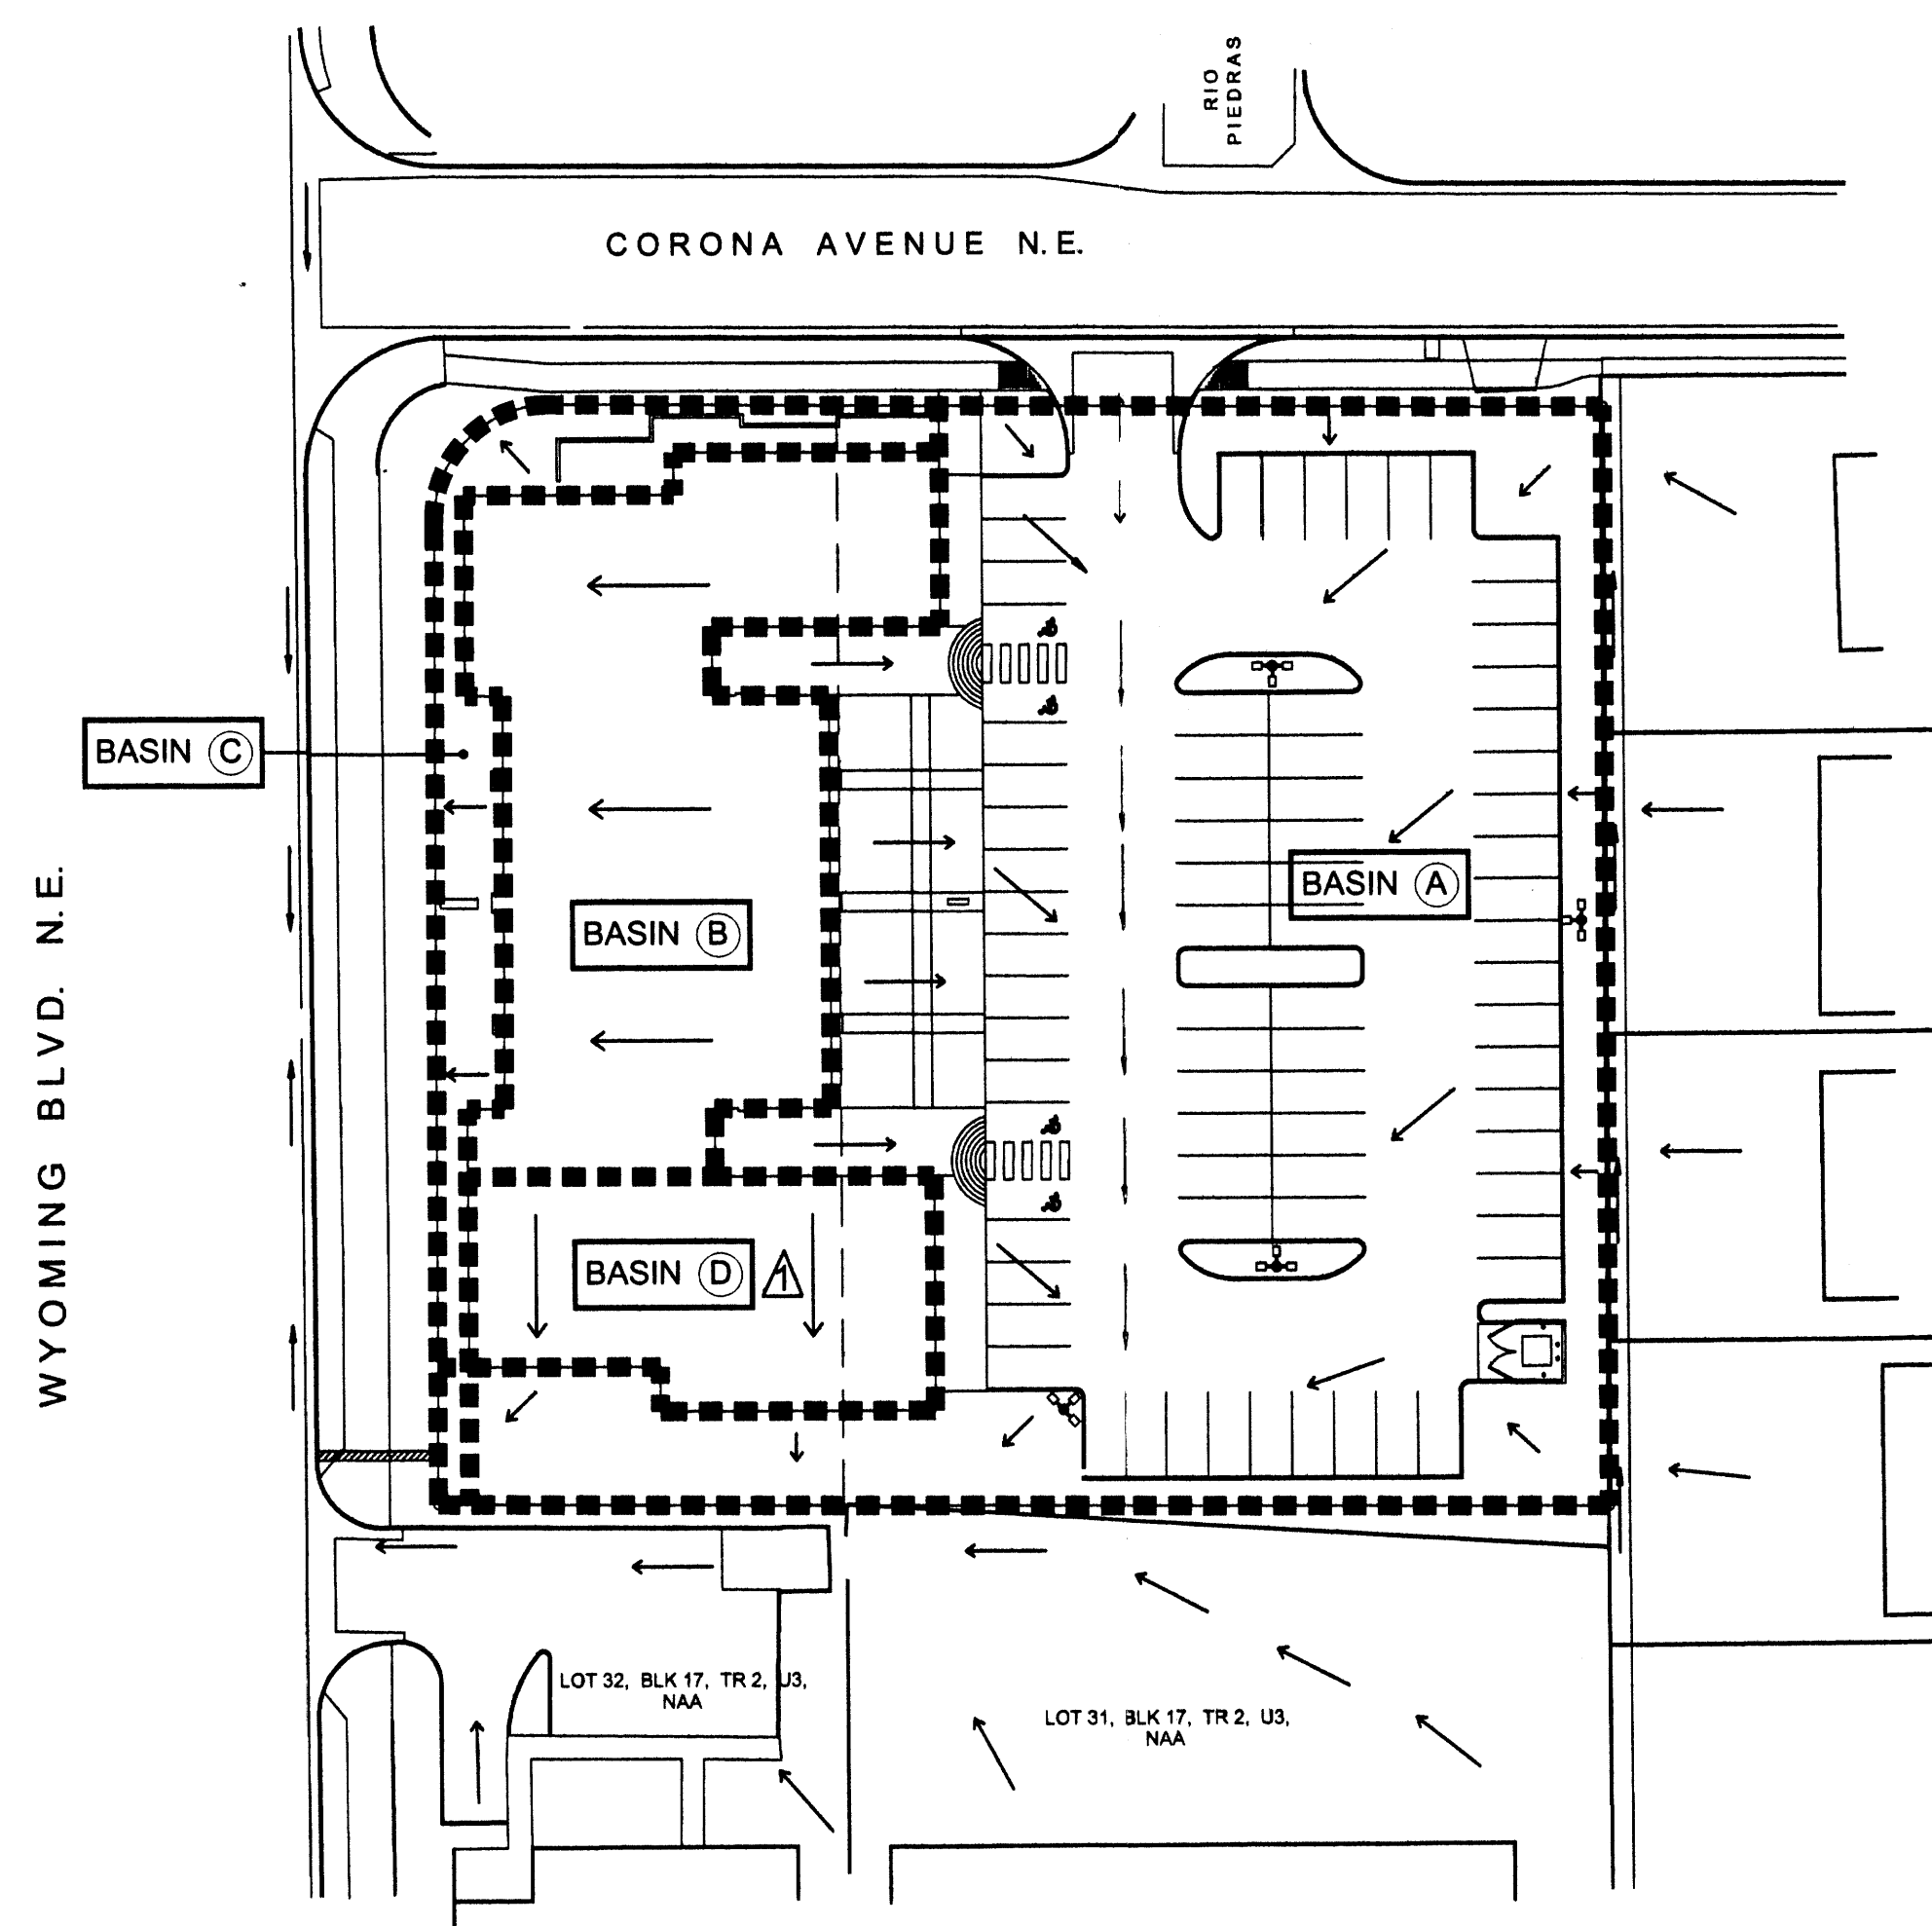 RIO
PIEDRAS
CORONA AVENUE N.E.
BASIN C
WYOMING BLVD. N.E.
BASIN A
BASIN B
BASIN D 1
LOT 32, BLK 17, TR 2, U3,
NAA
LOT 31, BLK 17, TR 2, U3,
NAA